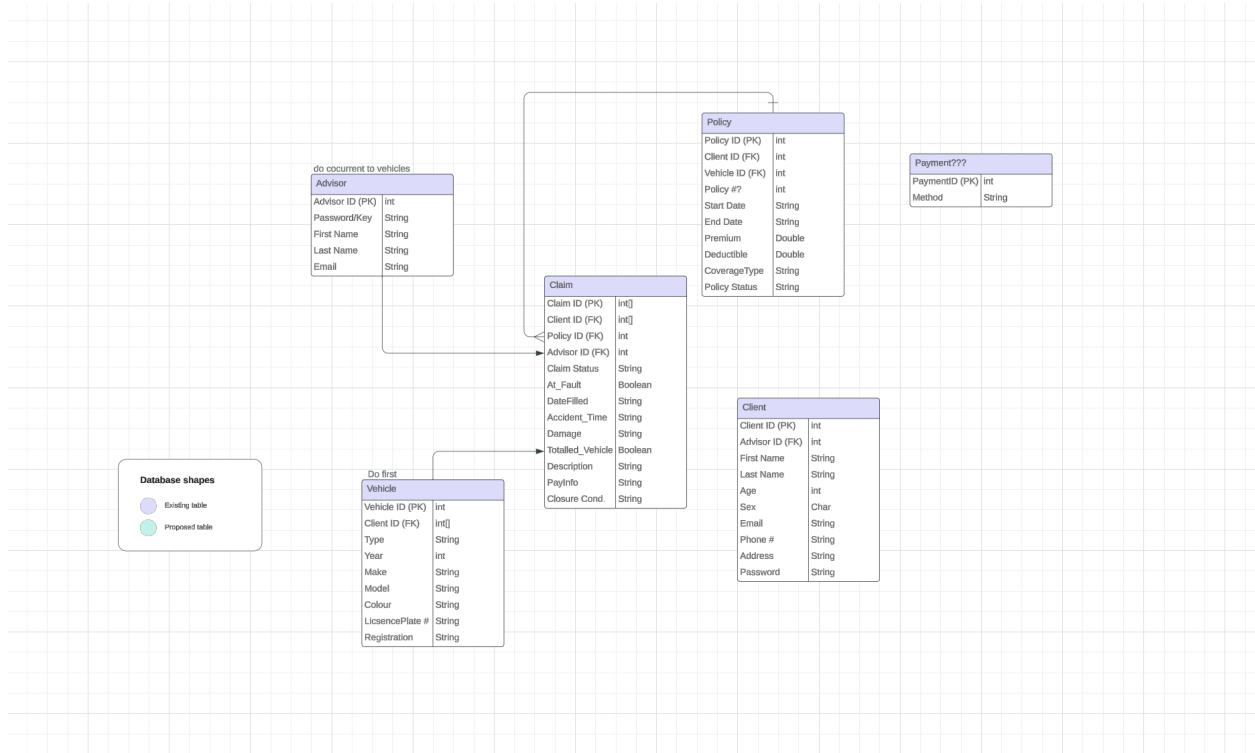 Policy
Policy ID (PK) int
Client ID (FK) int
Vehicle ID (FK) int
Policy #? int
Start Date String
End Date String
Premium Double
Deductible Double
CoverageType String
Policy Status String
Payment???
PaymentID (PK) int
Method String
do cocurrent to vehicles
Advisor
Advisor ID (PK) int
Password/Key String
First Name String
Last Name String
Email String
Claim
Claim ID (PK) int[]
Client ID (FK) int[]
Policy ID (FK) int
Advisor ID (FK) int
Claim Status String
At_Fault Boolean
DateFilled String
Accident_Time String
Damage String
Totalled_Vehicle Boolean
Description String
PayInfo String
Closure Cond. String
Client
Client ID (PK) int
Advisor ID (FK) int
First Name String
Last Name String
Age int
Sex Char
Email String
Phone # String
Address String
Password String
Database shapes
Existing table
Proposed table
Do first
Vehicle
Vehicle ID (PK) int
Client ID (FK) int[]
Type String
Year int
Make String
Model String
Colour String
LicsencePlate # String
Registration String